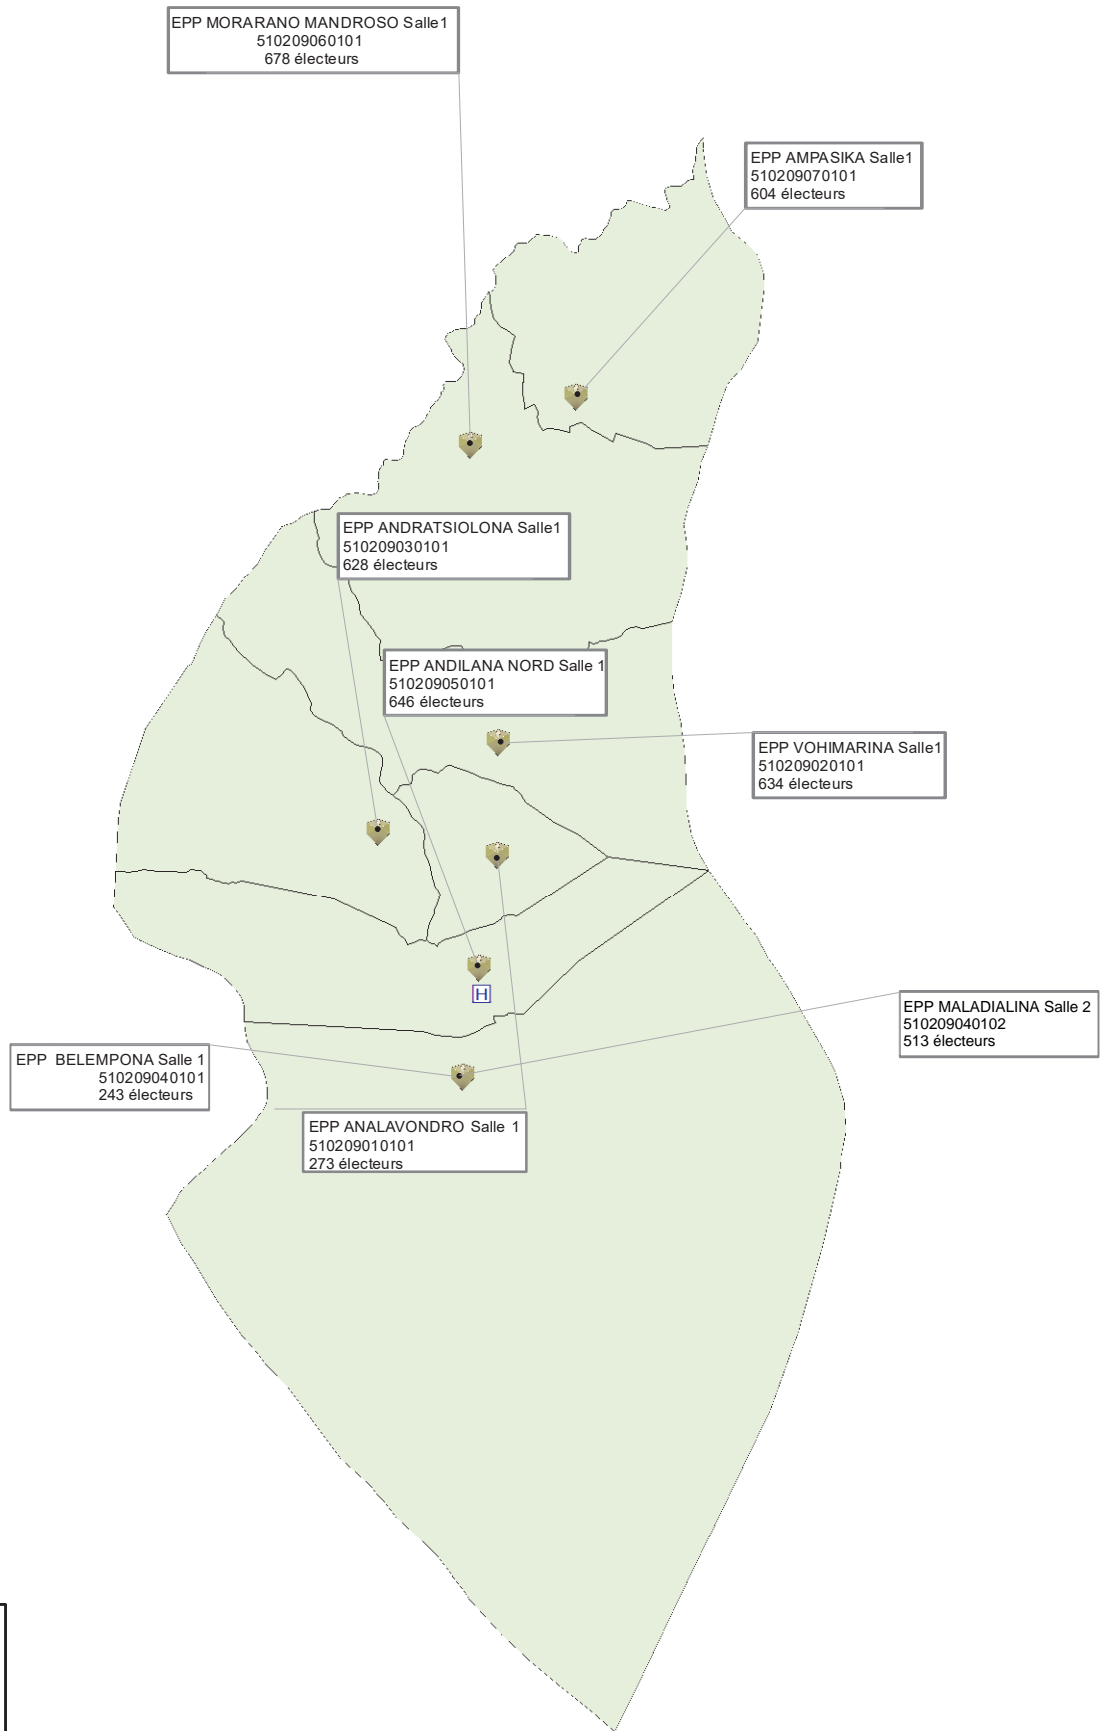 EPP MORARANO MANDROSO Salle1
510209060101
678 électeurs
EPP AMPASIKA Salle1
510209070101
604 électeurs
EPP ANDRATSIOLONA Salle1
510209030101
628 électeurs
EPP ANDILANA NORD Salle 1
510209050101
646 électeurs
EPP VOHIMARINA Salle1
510209020101
634 électeurs
H
EPP MALADIALINA Salle 2
510209040102
513 électeurs
EPP BELEMPONA Salle 1
510209040101
243 électeurs
EPP ANALAVONDRO Salle 1
510209010101
273 électeurs